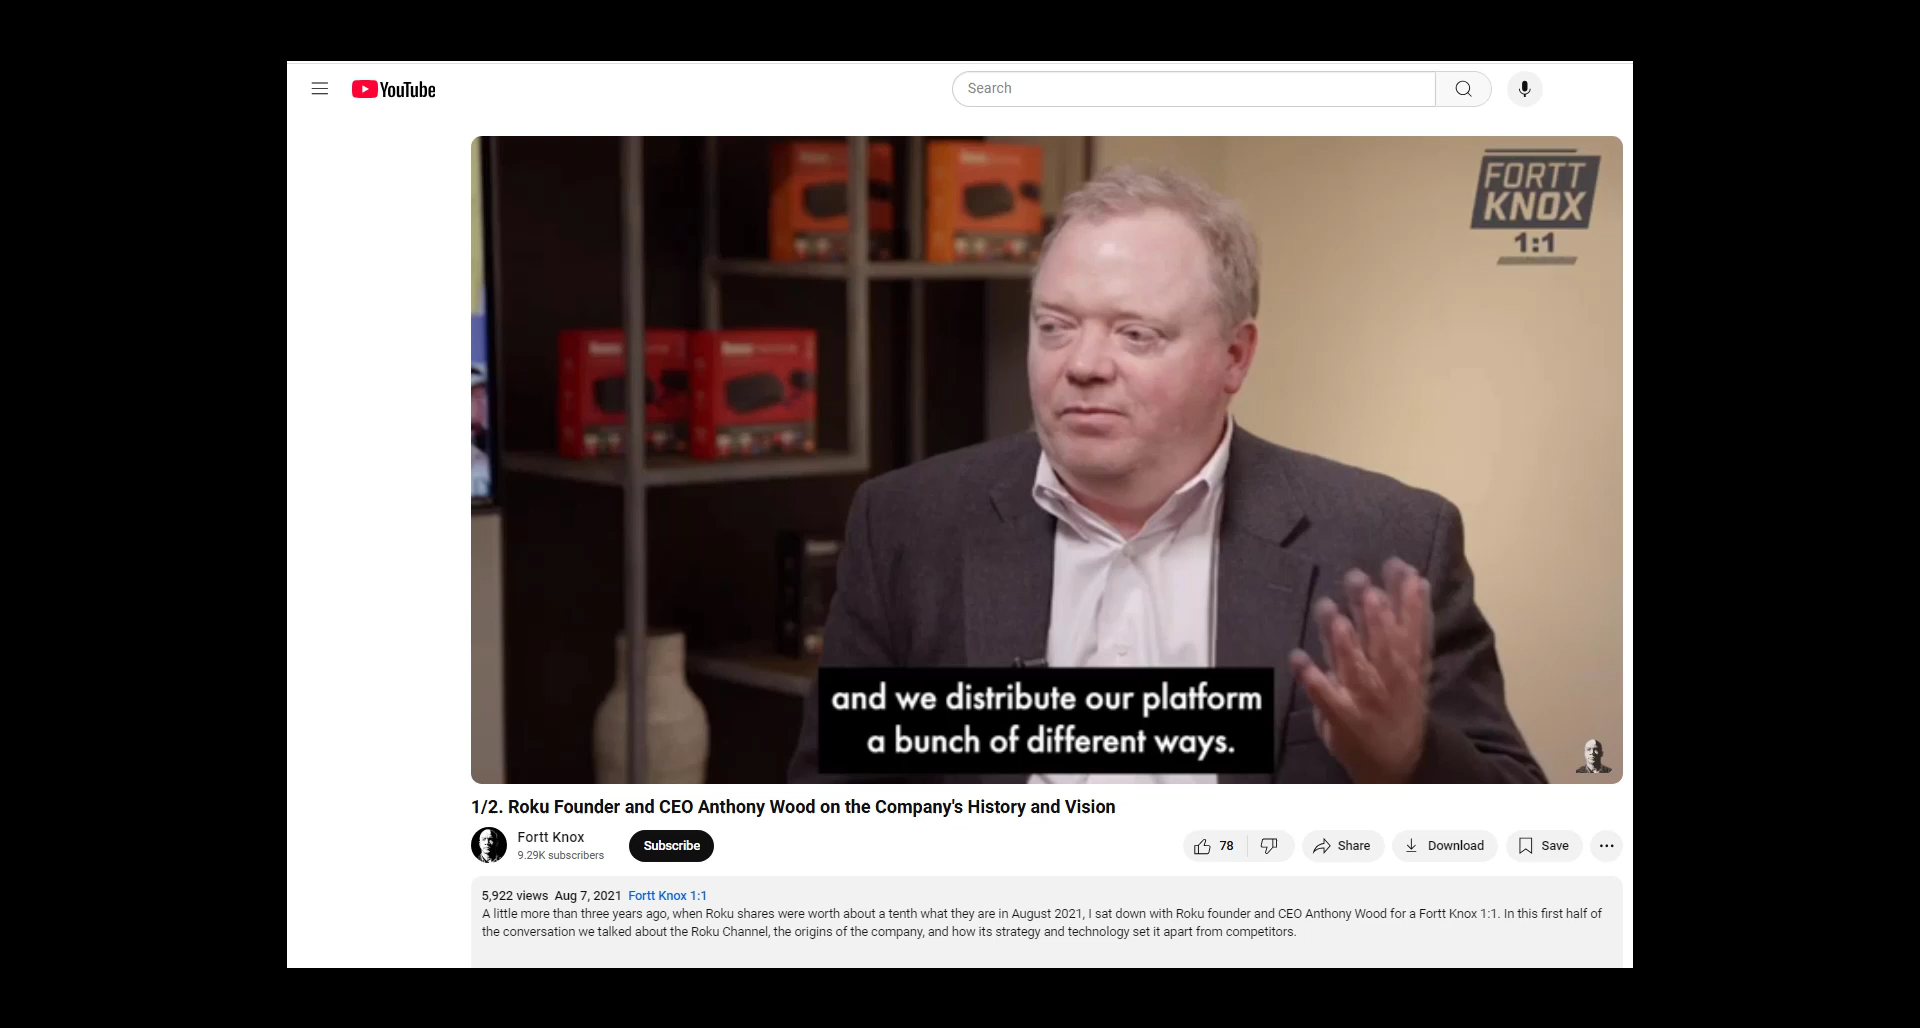 YouTube
Search
FORTT
KNOX
1:1
and we distribute our platform
a bunch of different ways.
1/2. Roku Founder and CEO Anthony Wood on the Company's History and Vision
Fortt Knox
9.29K subscribers
Subscribe
78
Share
Download
Save
5,922 views Aug 7, 2021 Fortt Knox 1:1
A little more than three years ago, when Roku shares were worth about a tenth what they are in August 2021, I sat down with Roku founder and CEO Anthony Wood for a Fortt Knox 1:1. In this first half of
the conversation we talked about the Roku Channel, the origins of the company, and how its strategy and technology set it apart from competitors.